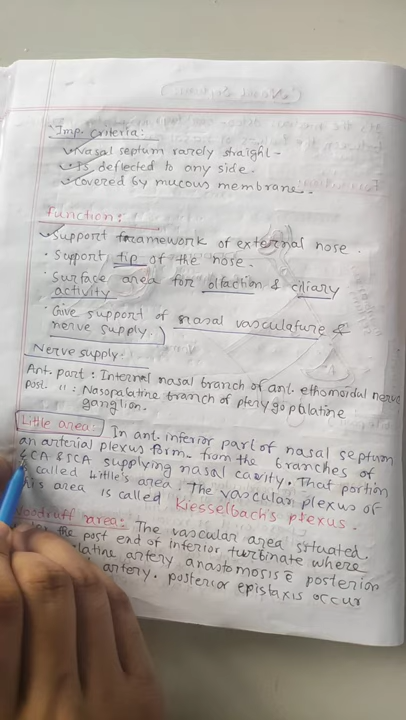 Imp. criteria:
Nasal septum rarely straight -
Is deflected to any side.
Covered by mucous membrane.
Function:
Support framework of external nose.
Support tip of the nose.
Surface area for olfaction & ciliary
activity
Give support of nasal vasculature &
nerve supply.
Nerve supply.
Ant. part : Internal nasal branch of ant. ethomoidal nerve
Post. " : Nasopalatine branch of pterygopalatine
ganglion.
Little area: In ant. inferior part of nasal septum
an arterial plexus form. from the branches of
ECA & ICA supplying nasal cavity. That portion
is called Little's area. The vascular plexus of
this area is called Kiesselbach's plexus.
Woodruff area: The vascular area situated
the post end of inferior turbinate where
artery anastomosis c̄ posterior
artery. posterior epistaxis occur